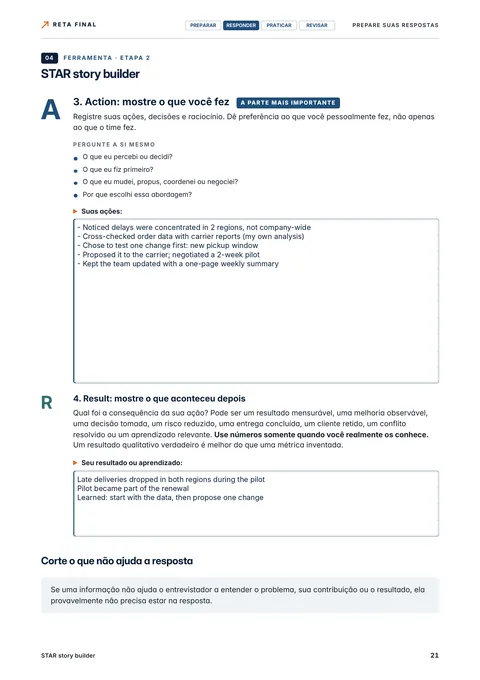 RETA FINAL
PREPARAR RESPONDER PRATICAR REVISAR
PREPARE SUAS RESPOSTAS
04 FERRAMENTA · ETAPA 2
STAR story builder
A
3. Action: mostre o que você fez A PARTE MAIS IMPORTANTE
Registre suas ações, decisões e raciocínio. Dê preferência ao que você pessoalmente fez, não apenas
ao que o time fez.
PERGUNTE A SI MESMO
O que eu percebi ou decidi?
O que eu fiz primeiro?
O que eu mudei, propus, coordenei ou negociei?
Por que escolhi essa abordagem?
Suas ações:
- Noticed delays were concentrated in 2 regions, not company-wide
- Cross-checked order data with carrier reports (my own analysis)
- Chose to test one change first: new pickup window
- Proposed it to the carrier; negotiated a 2-week pilot
- Kept the team updated with a one-page weekly summary
R
4. Result: mostre o que aconteceu depois
Qual foi a consequência da sua ação? Pode ser um resultado mensurável, uma melhoria observável,
uma decisão tomada, um risco reduzido, uma entrega concluída, um cliente retido, um conflito
resolvido ou um aprendizado relevante. Use números somente quando você realmente os conhece.
Um resultado qualitativo verdadeiro é melhor do que uma métrica inventada.
Seu resultado ou aprendizado:
Late deliveries dropped in both regions during the pilot
Pilot became part of the renewal
Learned: start with the data, then propose one change
Corte o que não ajuda a resposta
Se uma informação não ajuda o entrevistador a entender o problema, sua contribuição ou o resultado, ela
provavelmente não precisa estar na resposta.
STAR story builder
21